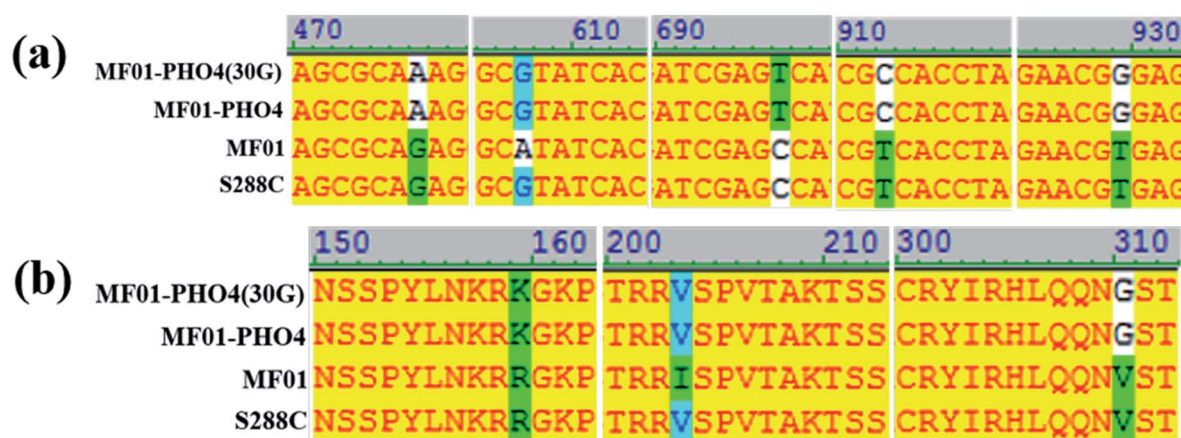 (a)
470 610 690 910 930
MF01-PHO4(30G) AGCGCAAAG GCGTATCAC ATCGAGTCA CGCCACCTA GAACGGGAG
MF01-PHO4 AGCGCAAAG GCGTATCAC ATCGAGTCA CGCCACCTA GAACGGGAG
MF01 AGCGCAGAG GCATATCAC ATCGAGCCA CGTCACCTA GAACGTGAG
S288C AGCGCAGAG GCGTATCAC ATCGAGCCA CGTCACCTA GAACGTGAG
(b)
150 160 200 210 300 310
MF01-PHO4(30G) NSSPYLNKRKGKP TRRVSPVTAKTSS CRYIRHLQQNGST
MF01-PHO4 NSSPYLNKRKGKP TRRVSPVTAKTSS CRYIRHLQQNGST
MF01 NSSPYLNKRRGKP TRRISPVTAKTSS CRYIRHLQQNVST
S288C NSSPYLNKRRGKP TRRVSPVTAKTSS CRYIRHLQQNVST